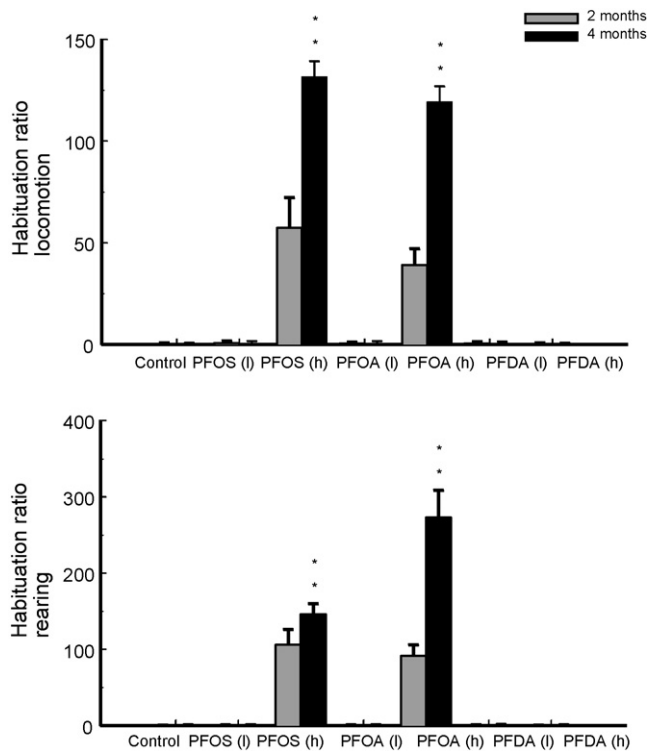 2 months
4 months
Habituation ratio
locomotion
150
100
50
0
* *
* *
Control PFOS (l) PFOS (h) PFOA (l) PFOA (h) PFDA (l) PFDA (h)
Habituation ratio
rearing
400
300
200
100
0
* *
* *
Control PFOS (l) PFOS (h) PFOA (l) PFOA (h) PFDA (l) PFDA (h)